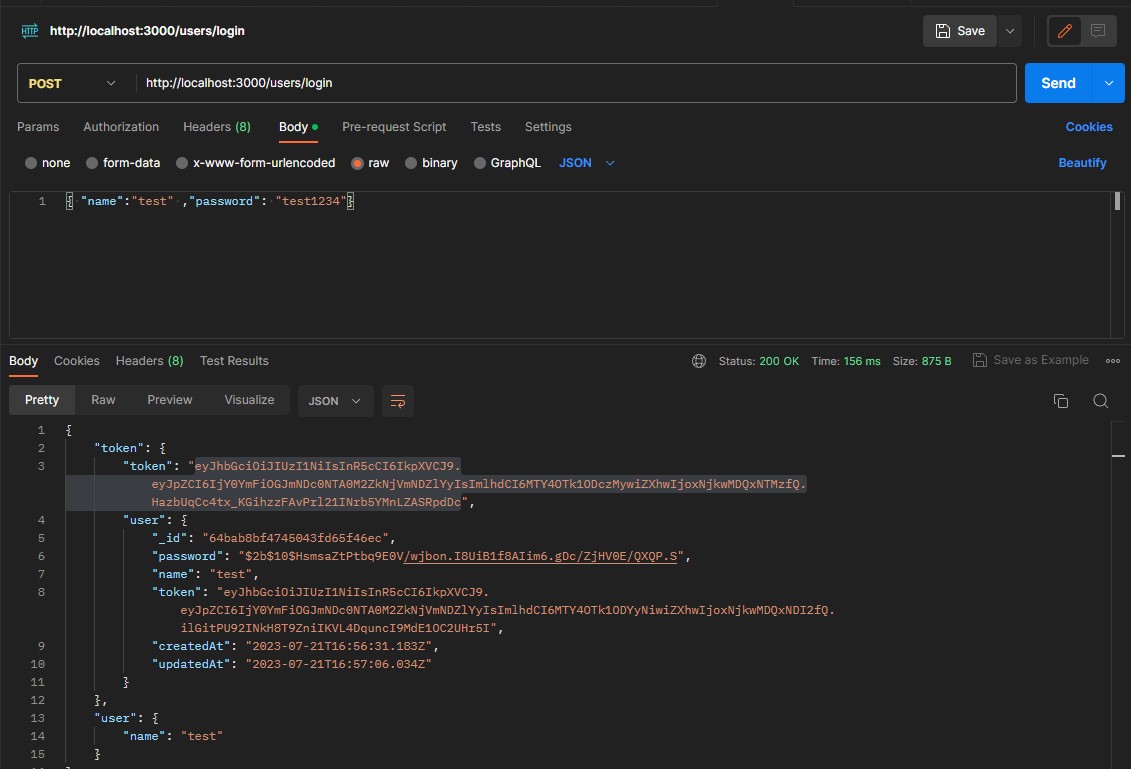 HTTP http://localhost:3000/users/login Save
POST http://localhost:3000/users/login Send
Params Authorization Headers (8) Body Pre-request Script Tests Settings Cookies
none form-data x-www-form-urlencoded raw binary GraphQL JSON Beautify
1 { "name":"test" ,"password": "test1234"}
Body Cookies Headers (8) Test Results Status: 200 OK Time: 156 ms Size: 875 B Save as Example
Pretty Raw Preview Visualize JSON
1 {
2 "token": {
3 "token": "eyJhbGciOiJIUzI1NiIsInR5cCI6IkpXVCJ9.
eyJpZCI6IjY0YmFiOGJmNDc0NTA0M2ZkNjVmNDZlYyIsImlhdCI6MTY4OTk1ODczMywiZXhwIjoxNjkwMDQxNTMzfQ.
HazbUqCc4tx_KGihzzFAvPrl21INrb5YMnLZASRpdDc",
4 "user": {
5 "_id": "64bab8bf4745043fd65f46ec",
6 "password": "$2b$10$HsmsaZtPtbq9E0V/wjbon.I8UiB1f8AIim6.gDc/ZjHV0E/QXQP.S",
7 "name": "test",
8 "token": "eyJhbGciOiJIUzI1NiIsInR5cCI6IkpXVCJ9.
eyJpZCI6IjY0YmFiOGJmNDc0NTA0M2ZkNjVmNDZlYyIsImlhdCI6MTY4OTk1ODYyNiwiZXhwIjoxNjkwMDQxNDI2fQ.
ilGitPU92INkH8T9ZniIKVL4DquncI9MdE1OC2UHr5I",
9 "createdAt": "2023-07-21T16:56:31.183Z",
10 "updatedAt": "2023-07-21T16:57:06.034Z"
11 }
12 },
13 "user": {
14 "name": "test"
15 }